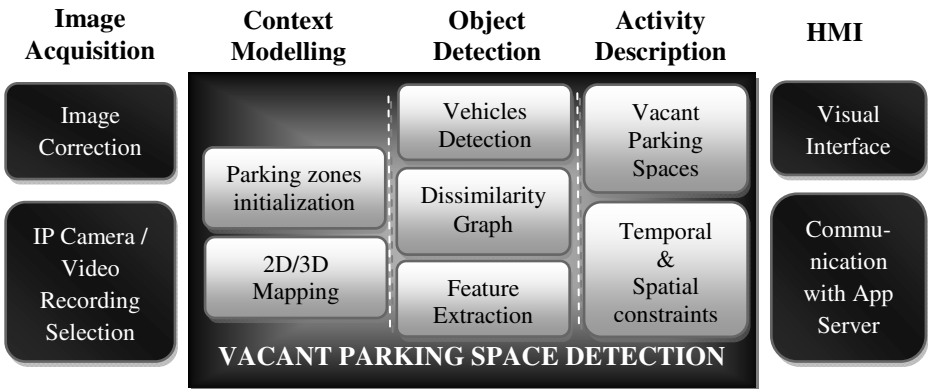 Image
Acquisition
Context
Modelling
Object
Detection
Activity
Description
HMI
Image
Correction
IP Camera /
Video
Recording
Selection
Parking zones
initialization
2D/3D
Mapping
Vehicles
Detection
Dissimilarity
Graph
Feature
Extraction
Vacant
Parking
Spaces
Temporal
&
Spatial
constraints
Visual
Interface
Commu-
nication
with App
Server
VACANT PARKING SPACE DETECTION